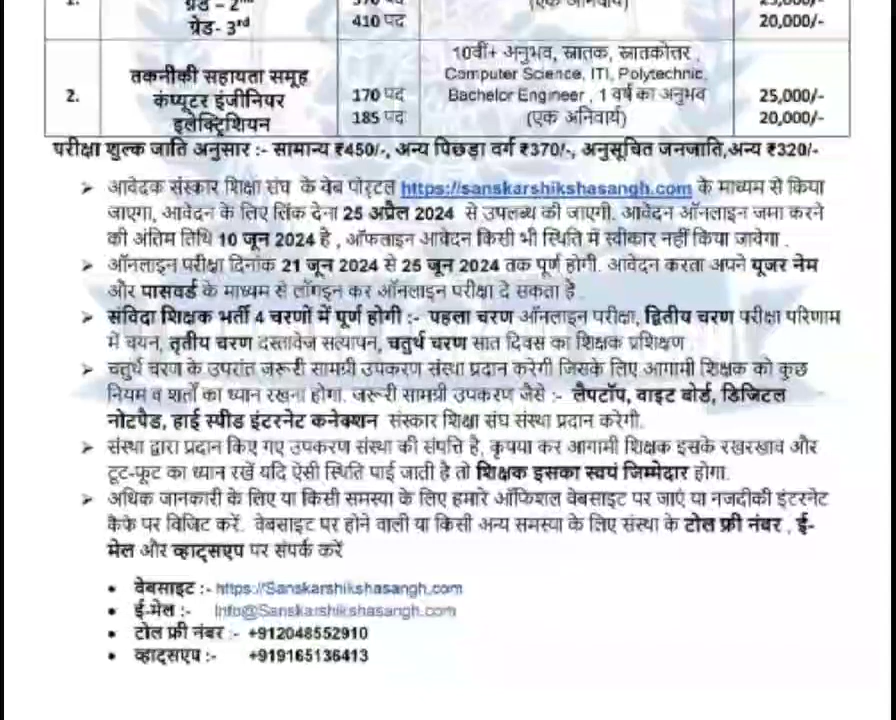 1. ग्रेड – 2nd 370 पद (एक अनिवार्य) 25,000/-
ग्रेड- 3rd 410 पद 20,000/-
10वीं+ अनुभव, स्नातक, स्नातकोत्तर,
तकनीकी सहायता समूह Computer Science, ITI, Polytechnic,
2. कंप्यूटर इंजीनियर 170 पद Bachelor Engineer , 1 वर्ष का अनुभव 25,000/-
इलेक्ट्रिशियन 185 पद (एक अनिवार्य) 20,000/-
परीक्षा शुल्क जाति अनुसार :- सामान्य ₹450/-, अन्य पिछड़ा वर्ग ₹370/-, अनुसूचित जनजाति,अन्य ₹320/-
➢ आवेदक संस्कार शिक्षा संघ के वेब पोर्टल https://sanskarshikshasangh.com के माध्यम से किया
जाएगा, आवेदन के लिए लिंक देना 25 अप्रैल 2024 से उपलब्ध की जाएगी. आवेदन ऑनलाइन जमा करने
की अंतिम तिथि 10 जून 2024 है , ऑफलाइन आवेदन किसी भी स्थिति में स्वीकार नहीं किया जावेगा .
➢ ऑनलाइन परीक्षा दिनांक 21 जून 2024 से 25 जून 2024 तक पूर्ण होगी. आवेदन करता अपने यूजर नेम
और पासवर्ड के माध्यम से लॉगइन कर ऑनलाइन परीक्षा दे सकता है .
➢ संविदा शिक्षक भर्ती 4 चरणों में पूर्ण होगी :- पहला चरण ऑनलाइन परीक्षा, द्वितीय चरण परीक्षा परिणाम
में चयन, तृतीय चरण दस्तावेज सत्यापन, चतुर्थ चरण सात दिवस का शिक्षक प्रशिक्षण .
➢ चतुर्थ चरण के उपरांत जरूरी सामग्री उपकरण संस्था प्रदान करेगी जिसके लिए आगामी शिक्षक को कुछ
नियम व शर्तों का ध्यान रखना होगा. जरूरी सामग्री उपकरण जैसे :- लैपटॉप, वाइट बोर्ड, डिजिटल
नोटपैड, हाई स्पीड इंटरनेट कनेक्शन संस्कार शिक्षा संघ संस्था प्रदान करेगी.
➢ संस्था द्वारा प्रदान किए गए उपकरण संस्था की संपत्ति है, कृपया कर आगामी शिक्षक इसके रखरखाव और
टूट-फूट का ध्यान रखें यदि ऐसी स्थिति पाई जाती है तो शिक्षक इसका स्वयं जिम्मेदार होगा.
➢ अधिक जानकारी के लिए या किसी समस्या के लिए हमारे ऑफिशल वेबसाइट पर जाएं या नजदीकी इंटरनेट
कैफे पर विजिट करें. वेबसाइट पर होने वाली या किसी अन्य समस्या के लिए संस्था के टोल फ्री नंबर , ई-
मेल और व्हाट्सएप पर संपर्क करें
• वेबसाइट :- https://Sanskarshikshasangh.com
• ई-मेल :- Info@Sanskarshikshasangh.com
• टोल फ्री नंबर :- +912048552910
• व्हाट्सएप :- +919165136413